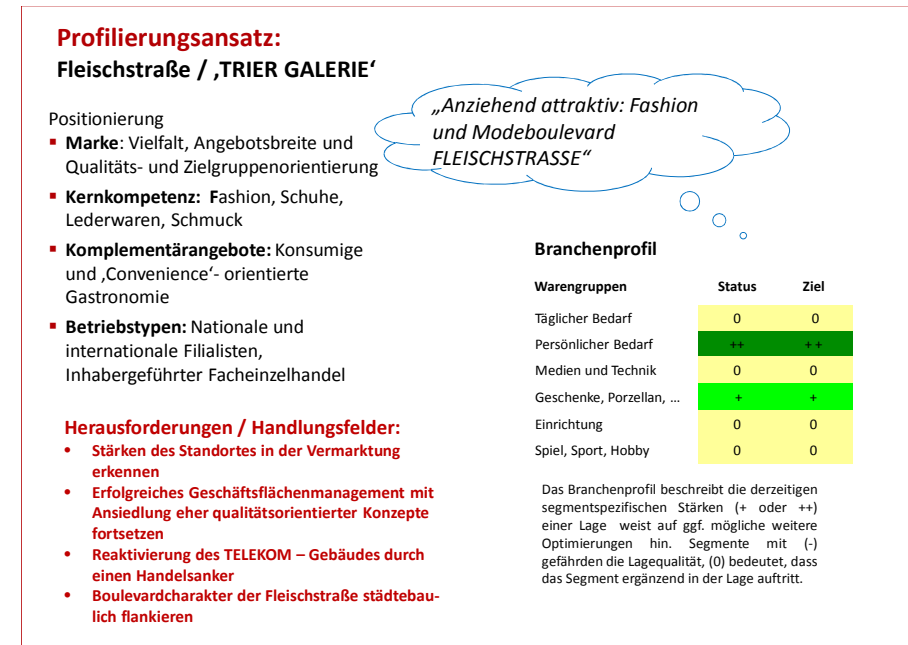 Profilierungsansatz:
Fleischstraße / ‚TRIER GALERIE‘
„Anziehend attraktiv: Fashion
und Modeboulevard
FLEISCHSTRASSE“
Positionierung
▪ Marke: Vielfalt, Angebotsbreite und
Qualitäts- und Zielgruppenorientierung
▪ Kernkompetenz: Fashion, Schuhe,
Lederwaren, Schmuck
▪ Komplementärangebote: Konsumige
und ‚Convenience‘- orientierte
Gastronomie
▪ Betriebstypen: Nationale und
internationale Filialisten,
Inhabergeführter Facheinzelhandel
Herausforderungen / Handlungsfelder:
• Stärken des Standortes in der Vermarktung
erkennen
• Erfolgreiches Geschäftsflächenmanagement mit
Ansiedlung eher qualitätsorientierter Konzepte
fortsetzen
• Reaktivierung des TELEKOM – Gebäudes durch
einen Handelsanker
• Boulevardcharakter der Fleischstraße städtebau-
lich flankieren
Branchenprofil
Warengruppen Status Ziel
Täglicher Bedarf 0 0
Persönlicher Bedarf ++ + +
Medien und Technik 0 0
Geschenke, Porzellan, ... + +
Einrichtung 0 0
Spiel, Sport, Hobby 0 0
Das Branchenprofil beschreibt die derzeitigen
segmentspezifischen Stärken (+ oder ++)
einer Lage weist auf ggf. mögliche weitere
Optimierungen hin. Segmente mit (-)
gefährden die Lagequalität, (0) bedeutet, dass
das Segment ergänzend in der Lage auftritt.